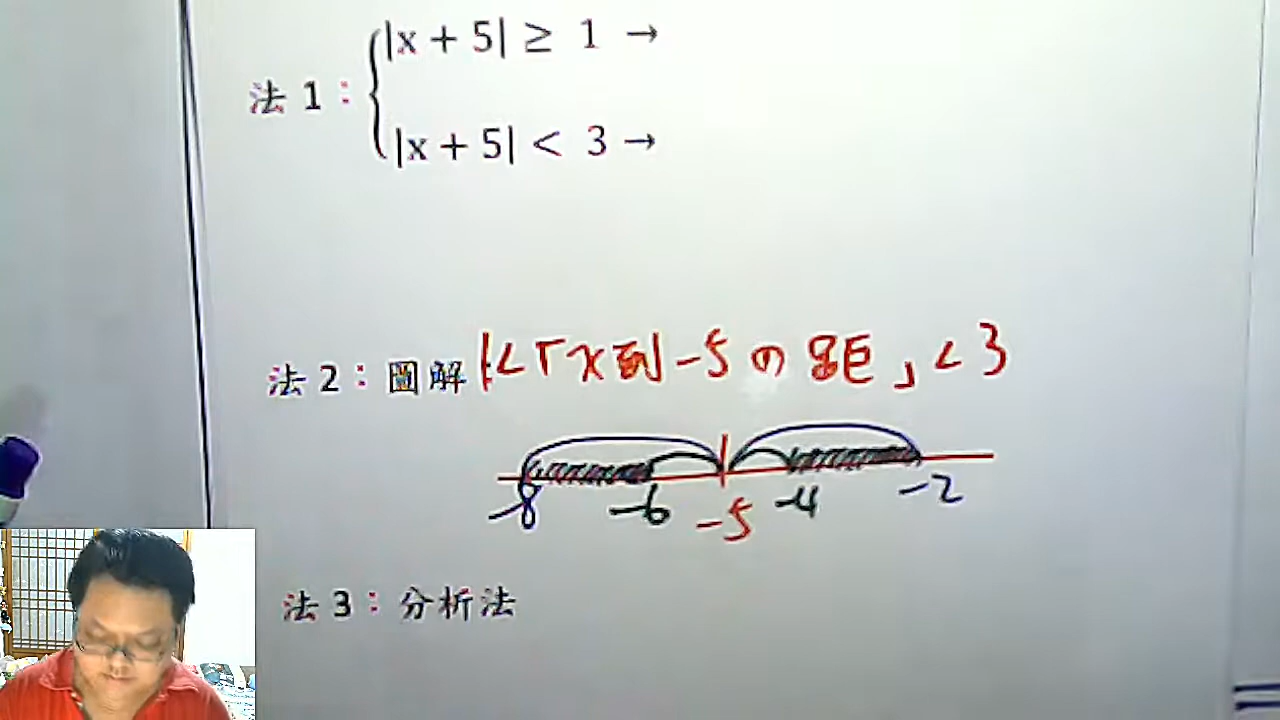 法1：
|x + 5| ≥ 1 →
|x + 5| < 3 →
法2：圖解 1<「x到-5の距」<3
-8 -6 -5 -4 -2
法3：分析法